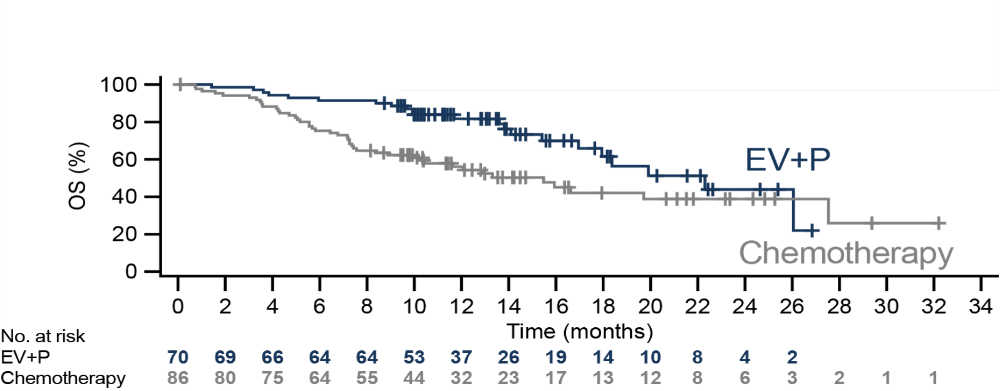 100
80
60
40
20
0
OS (%)
EV+P
Chemotherapy
0 2 4 6 8 10 12 14 16 18 20 22 24 26 28 30 32 34
Time (months)
No. at risk
EV+P 70 69 66 64 64 53 37 26 19 14 10 8 4 2
Chemotherapy 86 80 75 64 55 44 32 23 17 13 12 8 6 3 2 1 1